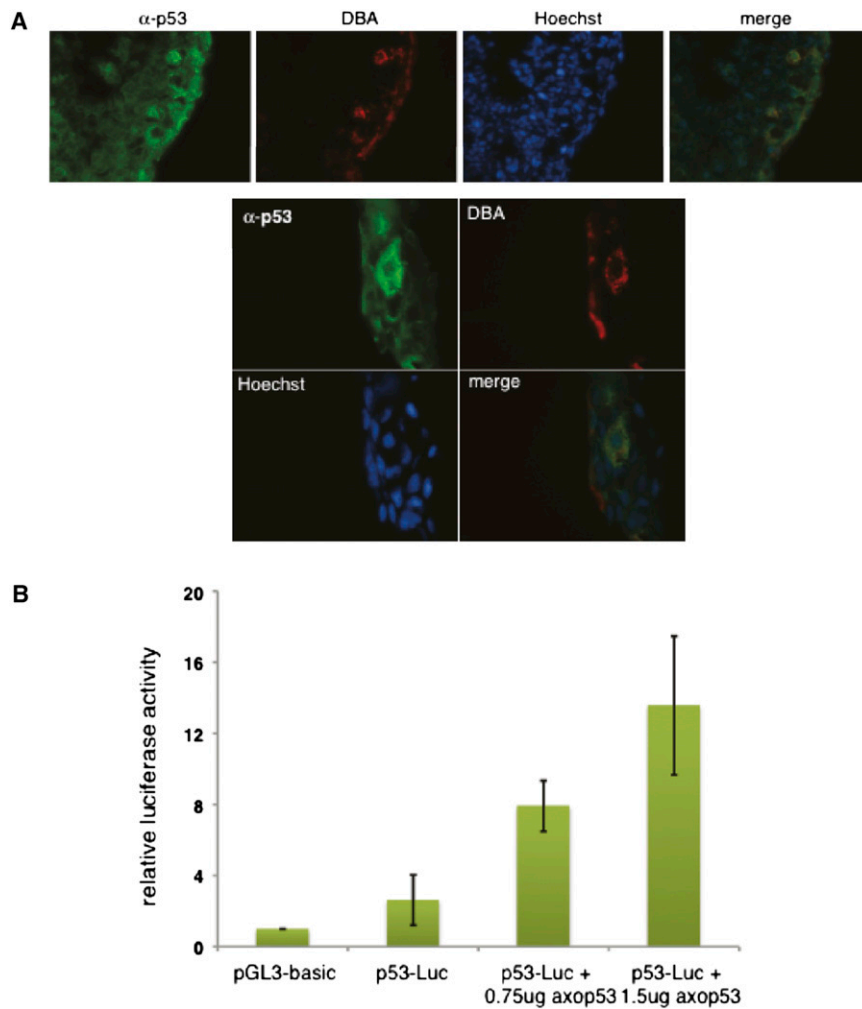 A
α-p53 DBA Hoechst merge
α-p53 DBA
Hoechst merge
B
relative luciferase activity
20
16
12
8
4
0
pGL3-basic p53-Luc p53-Luc + p53-Luc +
0.75ug axop53 1.5ug axop53